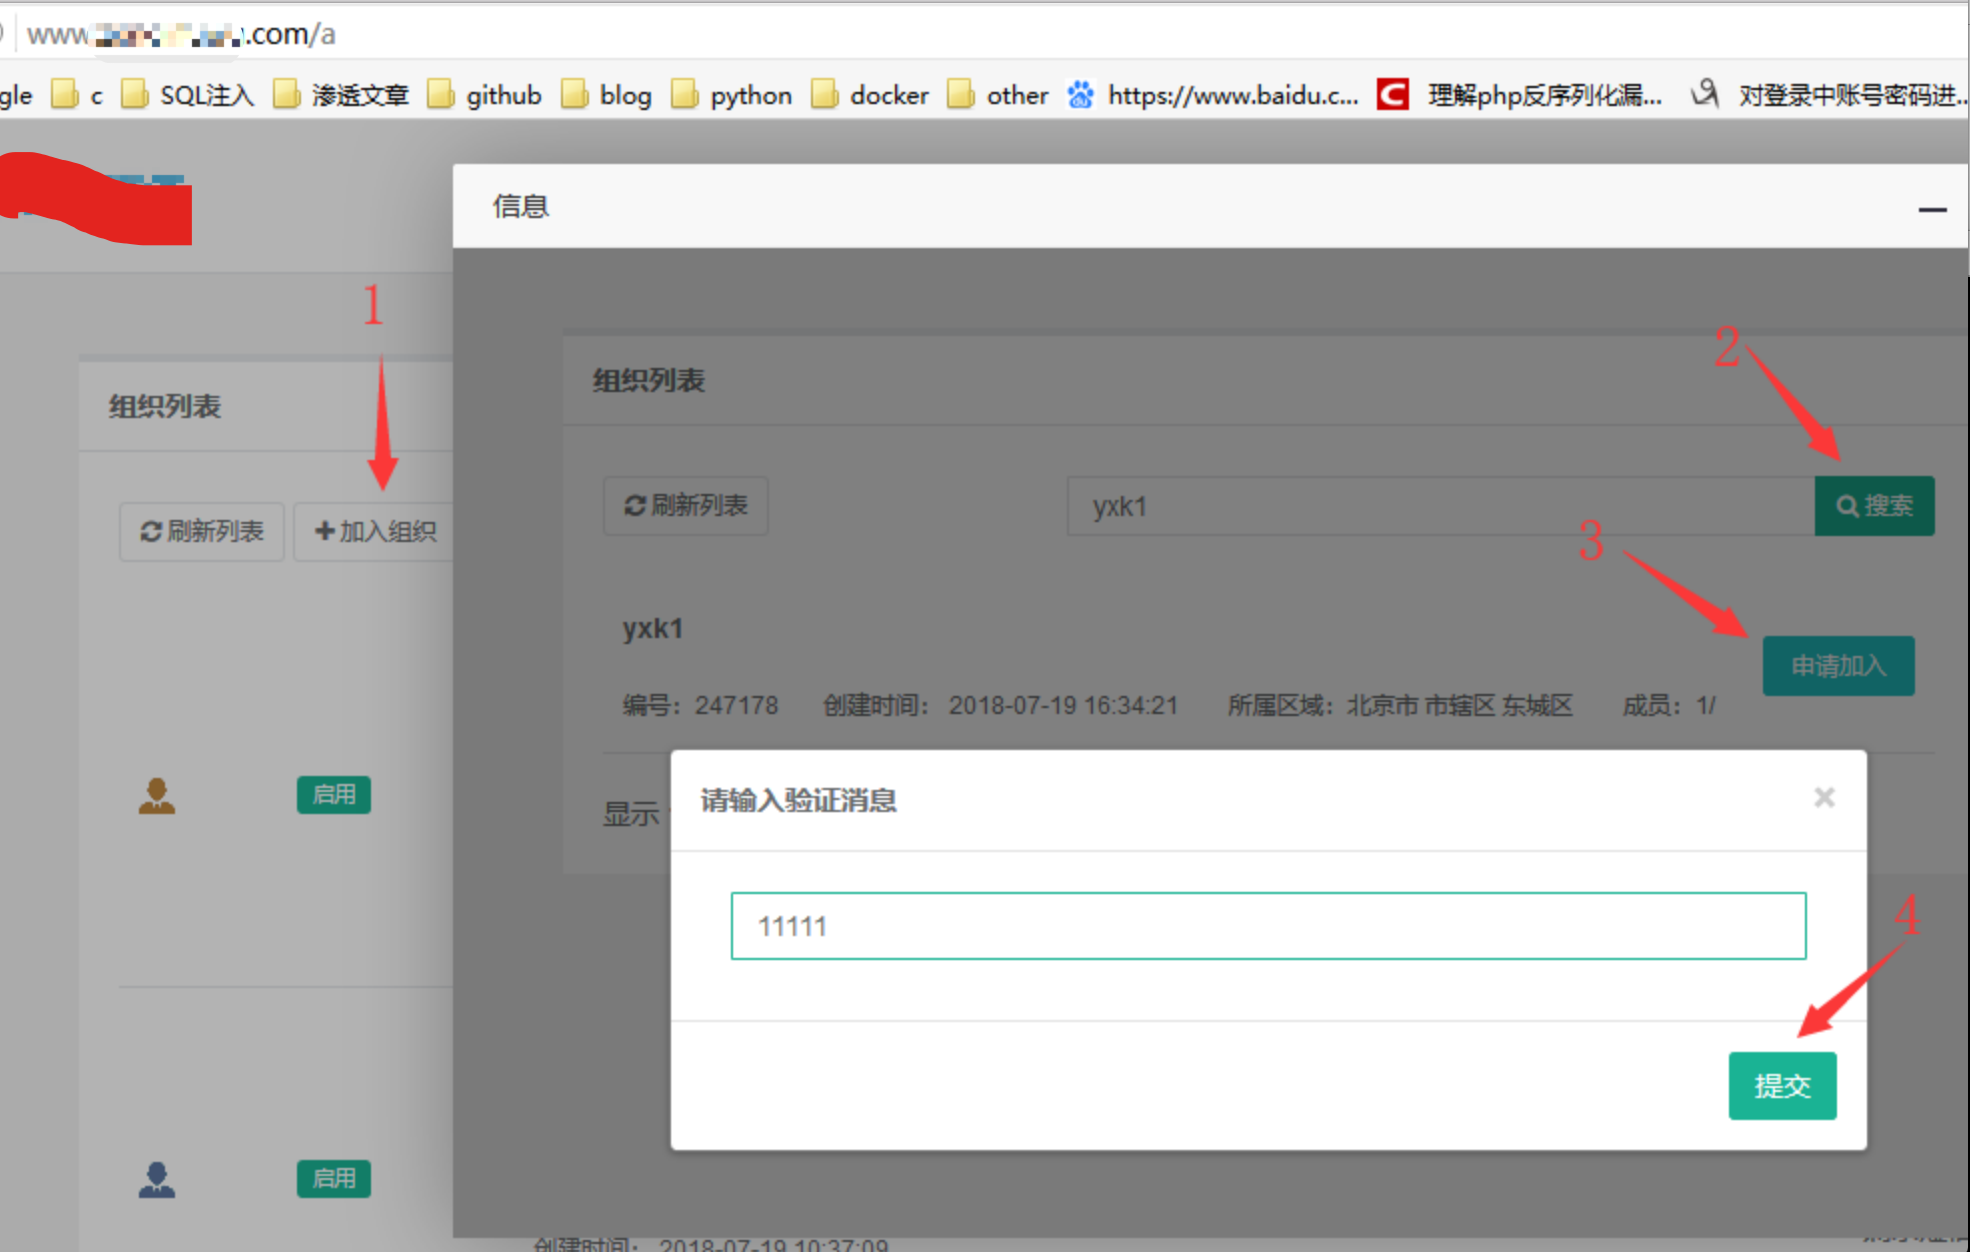 www
.com/a
gle c SQL注入 渗透文章 github blog python docker other https://www.baidu.c... 理解php反序列化漏... 对登录中账号密码进...
信息
1
2
组织列表
组织列表
刷新列表 yxk1 搜索
刷新列表 加入组织
3
yxk1
申请加入
编号: 247178 创建时间: 2018-07-19 16:34:21 所属区域: 北京市 市辖区 东城区 成员: 1/
启用
显示
请输入验证消息 ×
11111
4
提交
启用
创建时间: 2018-07-19 10:37:09